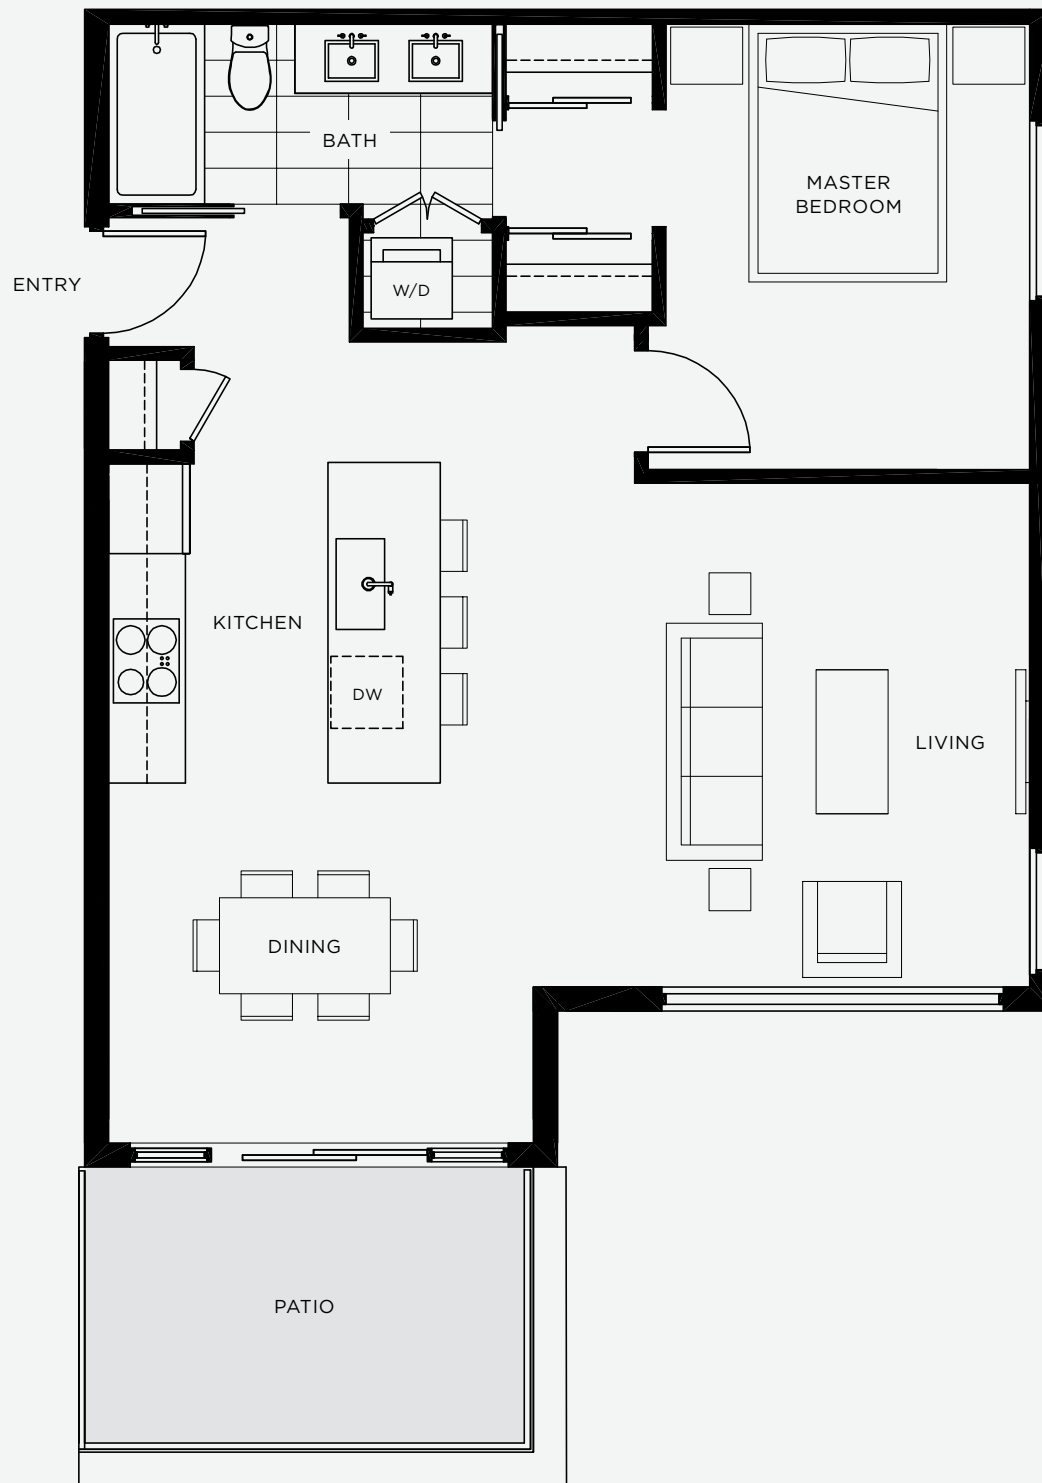 BATH
MASTER
BEDROOM
ENTRY
W/D
KITCHEN
DW
LIVING
DINING
PATIO